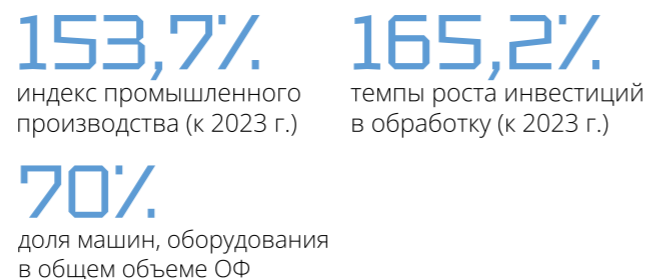 153,7%
индекс промышленного
производства (к 2023 г.)
165,2%
темпы роста инвестиций
в обработку (к 2023 г.)
70%
доля машин, оборудования
в общем объеме ОФ